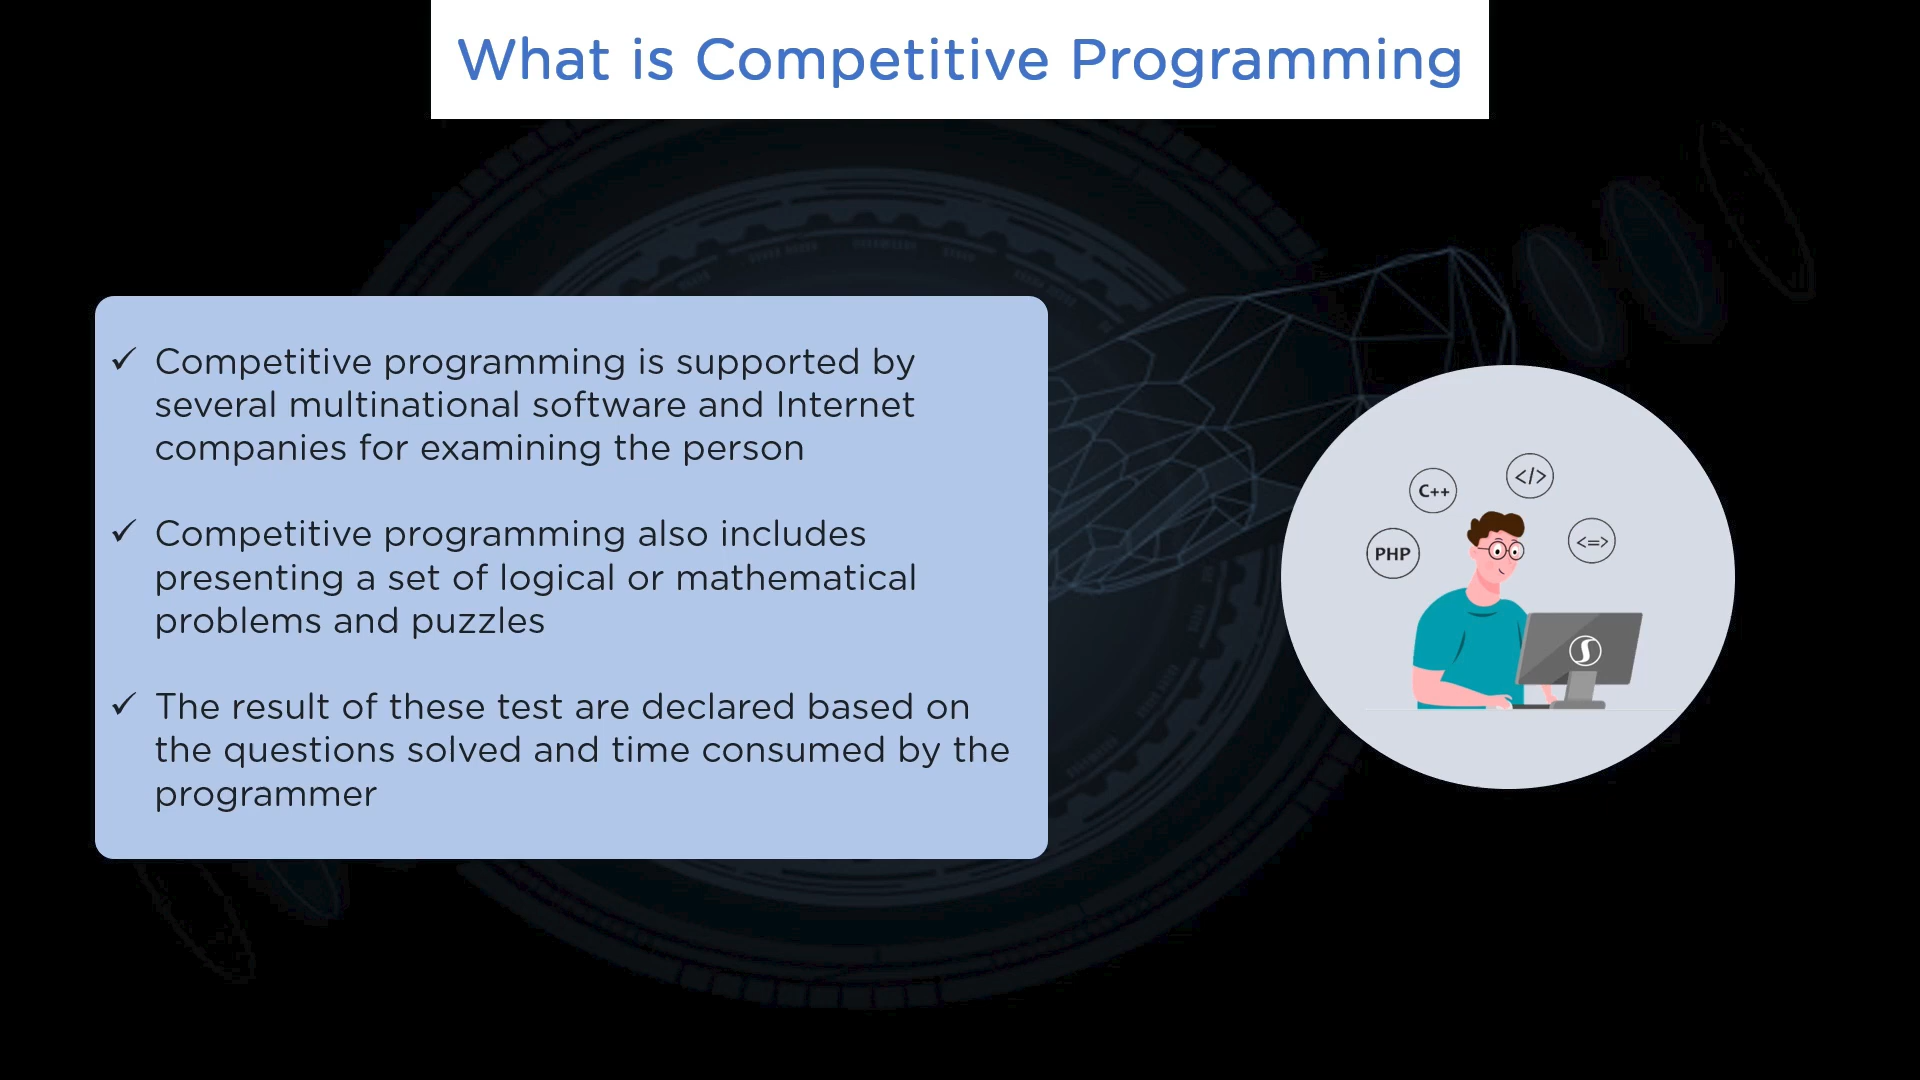 What is Competitive Programming
✓ Competitive programming is supported by
several multinational software and Internet
companies for examining the person
✓ Competitive programming also includes
presenting a set of logical or mathematical
problems and puzzles
✓ The result of these test are declared based on
the questions solved and time consumed by the
programmer
C++
</>
PHP
<=>